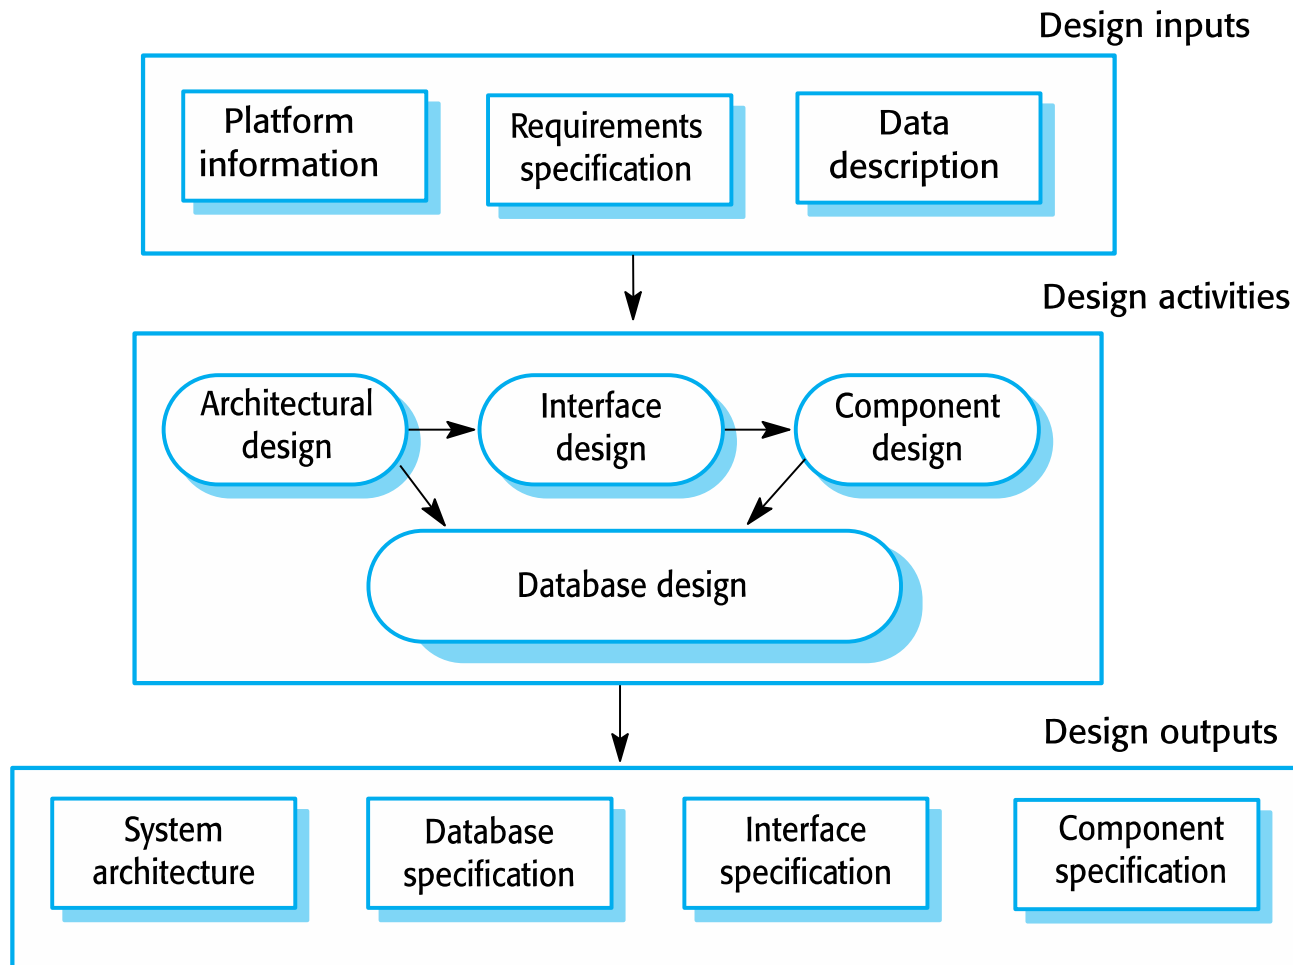 Design inputs
Platform
information
Requirements
specification
Data
description
Design activities
Architectural
design
Interface
design
Component
design
Database design
Design outputs
System
architecture
Database
specification
Interface
specification
Component
specification